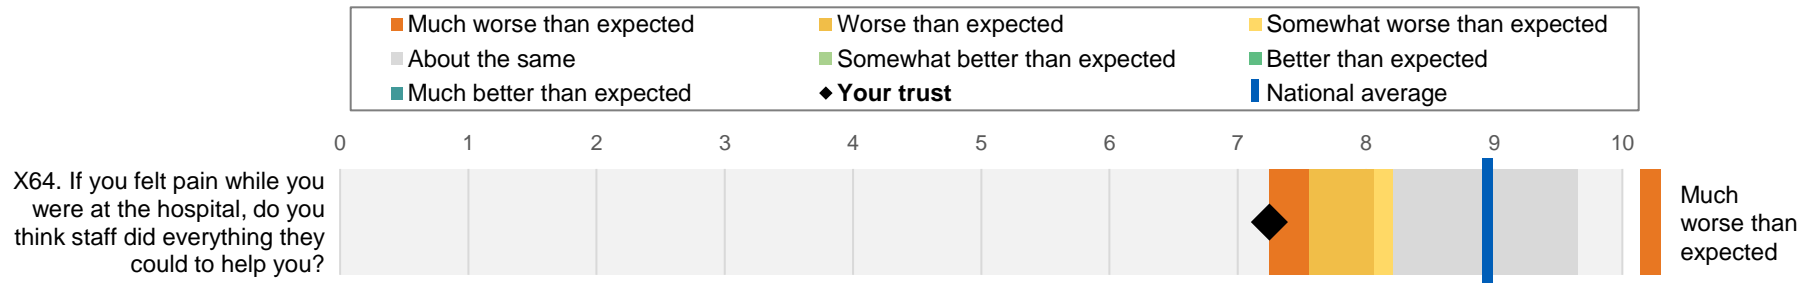 Much worse than expected
Worse than expected
Somewhat worse than expected
About the same
Somewhat better than expected
Better than expected
Much better than expected
Your trust
National average
0 1 2 3 4 5 6 7 8 9 10
X64. If you felt pain while you
were at the hospital, do you
think staff did everything they
could to help you?
Much
worse than
expected